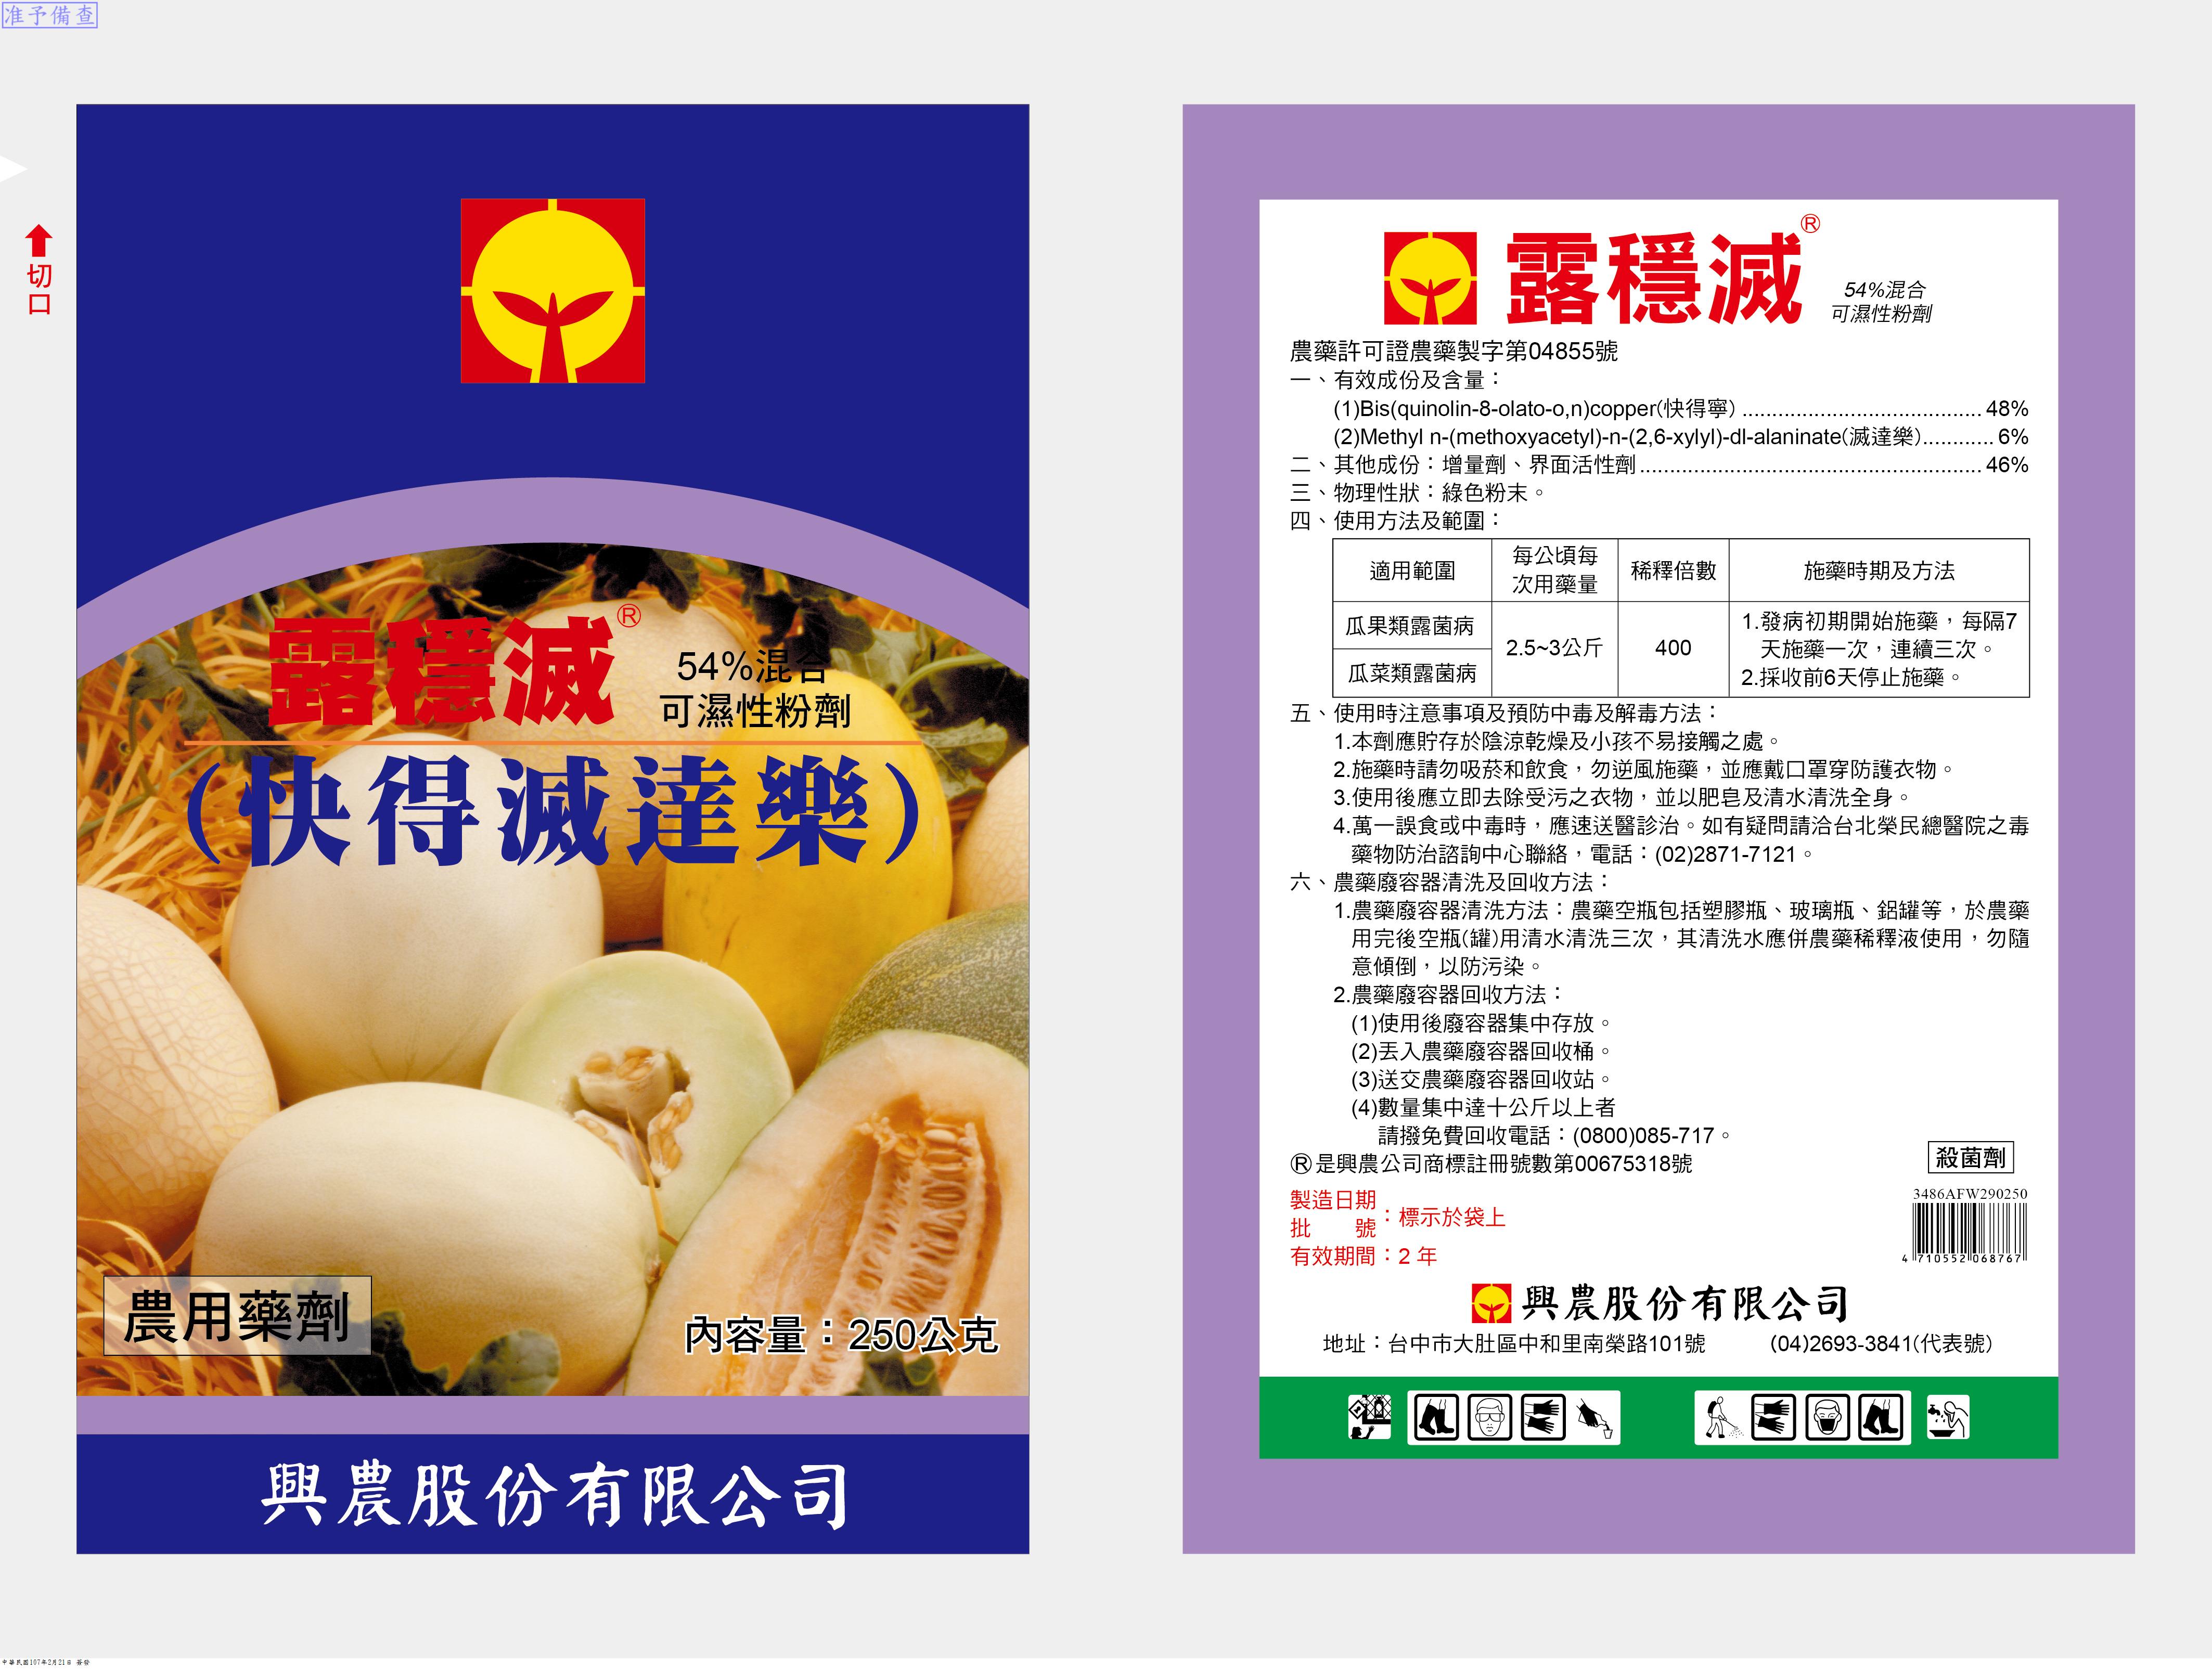 准予備查
切口
露穩滅®
54%混合
可濕性粉劑
(快得滅達樂)
農用藥劑
內容量：250公克
興農股份有限公司
露穩滅®
54%混合
可濕性粉劑
農藥許可證農藥製字第04855號
一、有效成份及含量：
(1)Bis(quinolin-8-olato-o,n)copper(快得寧)........................................48%
(2)Methyl n-(methoxyacetyl)-n-(2,6-xylyl)-dl-alaninate(滅達樂)............6%
二、其他成份：增量劑、界面活性劑.........................................................46%
三、物理性狀：綠色粉末。
四、使用方法及範圍：
適用範圍 每公頃每次用藥量 稀釋倍數 施藥時期及方法
瓜果類露菌病
瓜菜類露菌病
2.5~3公斤
400
1.發病初期開始施藥，每隔7
天施藥一次，連續三次。
2.採收前6天停止施藥。
五、使用時注意事項及預防中毒及解毒方法：
1.本劑應貯存於陰涼乾燥及小孩不易接觸之處。
2.施藥時請勿吸菸和飲食，勿逆風施藥，並應戴口罩穿防護衣物。
3.使用後應立即去除受污之衣物，並以肥皂及清水清洗全身。
4.萬一誤食或中毒時，應速送醫診治。如有疑問請洽台北榮民總醫院之毒
藥物防治諮詢中心聯絡，電話：(02)2871-7121。
六、農藥廢容器清洗及回收方法：
1.農藥廢容器清洗方法：農藥空瓶包括塑膠瓶、玻璃瓶、鋁罐等，於農藥
用完後空瓶(罐)用清水清洗三次，其清洗水應併農藥稀釋液使用，勿隨
意傾倒，以防污染。
2.農藥廢容器回收方法：
(1)使用後廢容器集中存放。
(2)丟入農藥廢容器回收桶。
(3)送交農藥廢容器回收站。
(4)數量集中達十公斤以上者
請撥免費回收電話：(0800)085-717。
®是興農公司商標註冊號數第00675318號
殺菌劑
製造日期
批　　號：標示於袋上
有效期間：2 年
3486AFW290250
4 710552 068767
興農股份有限公司
地址：台中市大肚區中和里南榮路101號 (04)2693-3841(代表號)
中華民國107年2月21日 簽發